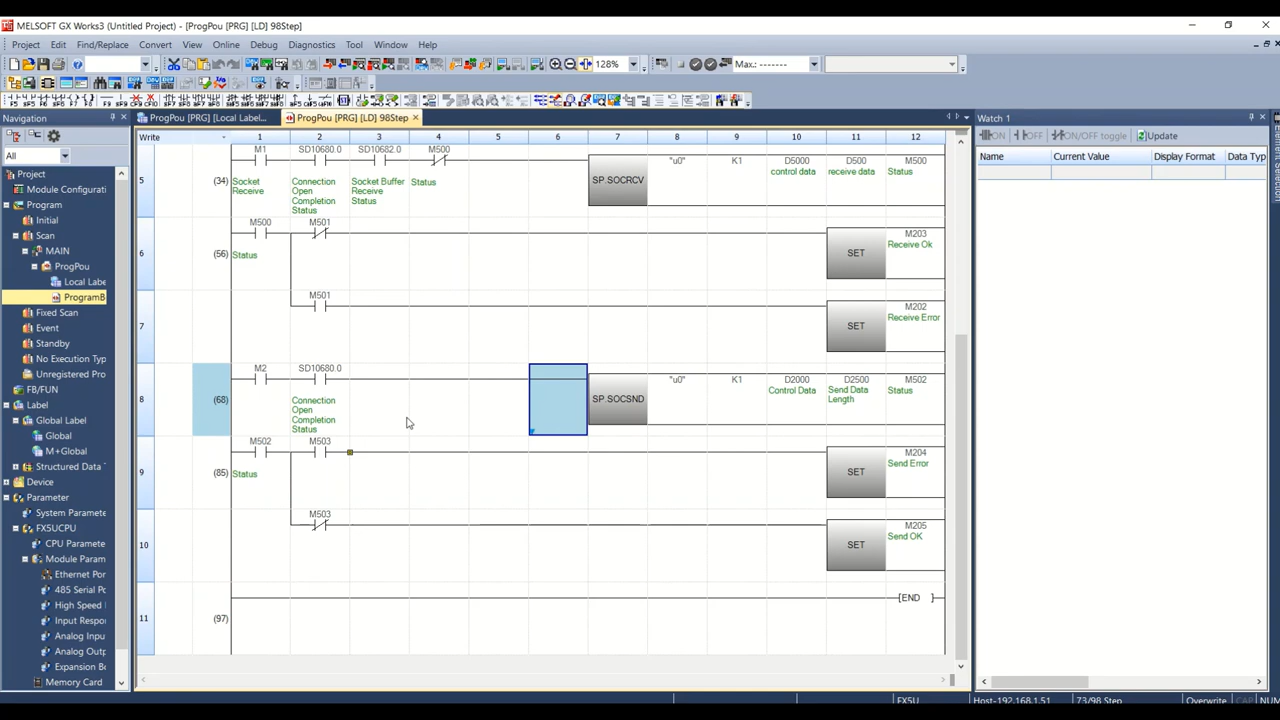 MELSOFT GX Works3 (Untitled Project) - [ProgPou [PRG] [LD] 98Step]
Project Edit Find/Replace Convert View Online Debug Diagnostics Tool Window Help
128%
Max.: -------
Navigation
ProgPou [PRG] [Local Label...
ProgPou [PRG] [LD] 98Step
Watch 1
All
Project
Module Configurati
Program
Initial
Scan
MAIN
ProgPou
Local Labe
ProgramB
Fixed Scan
Event
Standby
No Execution Typ
Unregistered Pro
FB/FUN
Label
Global Label
Global
M+Global
Structured Data
Device
Parameter
System Paramete
FX5UCPU
CPU Paramete
Module Param
Ethernet Por
485 Serial Po
High Speed
Input Respo
Analog Inpu
Analog Outp
Expansion Bo
Memory Card
Write 1 2 3 4 5 6 7 8 9 10 11 12
M1 SD10680.0 SD10682.0 M500
5 (34) SP.SOCRCV "u0" K1 D5000 D500 M500
control data receive data Status
Socket Receive
Connection Open Completion Status
Socket Buffer Receive Status
Status
M500 M501
6 (56) Status SET M203
Receive Ok
M501
7 SET M202
Receive Error
M2 SD10680.0
8 (68) SP.SOCSND "u0" K1 D2000 D2500 M502
Control Data Send Data Length Status
Connection Open Completion Status
M502 M503
9 (85) Status SET M204
Send Error
M503
10 SET M205
Send OK
END
11 (97)
ON OFF ON/OFF toggle Update
Name Current Value Display Format Data Typ
FX5U Host-192.168.1.51 73/98 Step Overwrite CAP NUM